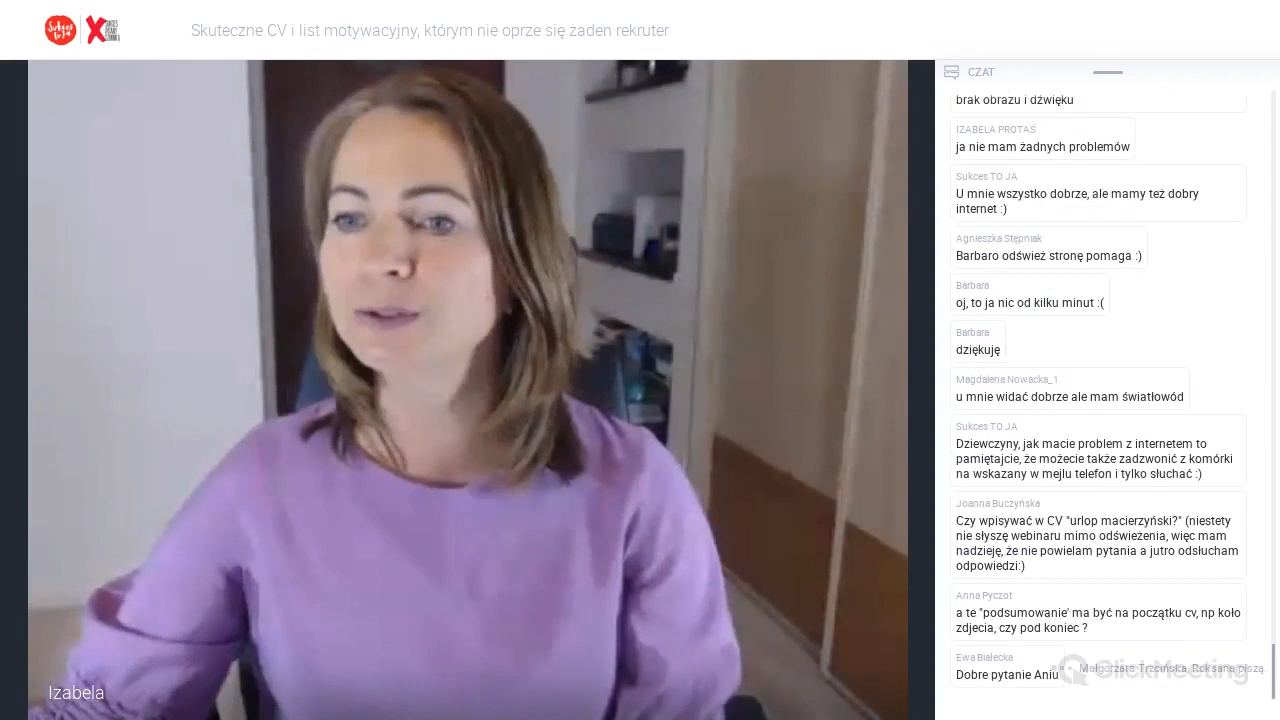 Sukces to Ja
X
Skuteczne CV i list motywacyjny, którym nie oprze się żaden rekruter
CZAT
brak obrazu i dźwięku
IZABELA PROTAŚ
ja nie mam żadnych problemów
Sukces TO JA
U mnie wszystko dobrze, ale mamy też dobry
internet :)
Agnieszka Stępniak
Barbaro odśwież stronę pomaga :)
Barbara
oj, to ja nic od kilku minut :(
Barbara
dziękuję
Magdalena Nowacka_1
u mnie widać dobrze ale mam światłowód
Sukces TO JA
Dziewczyny, jak macie problem z internetem to
pamiętajcie, że możecie także zadzwonić z komórki
na wskazany w mejlu telefon i tylko słuchać :)
Joanna Buczyńska
Czy wpisywać w CV "urlop macierzyński?" (niestety
nie słyszę webinaru mimo odświeżenia, więc mam
nadzieję, że nie powielam pytania a jutro odsłucham
odpowiedzi:)
Anna Pyczot
a te "podsumowanie' ma być na początku cv, np koło
zdjecia, czy pod koniec ?
Ewa Białecka
Dobre pytanie Aniu
Małgorzata Trzcińska, Roksana piszą
ClickMeeting
Izabela